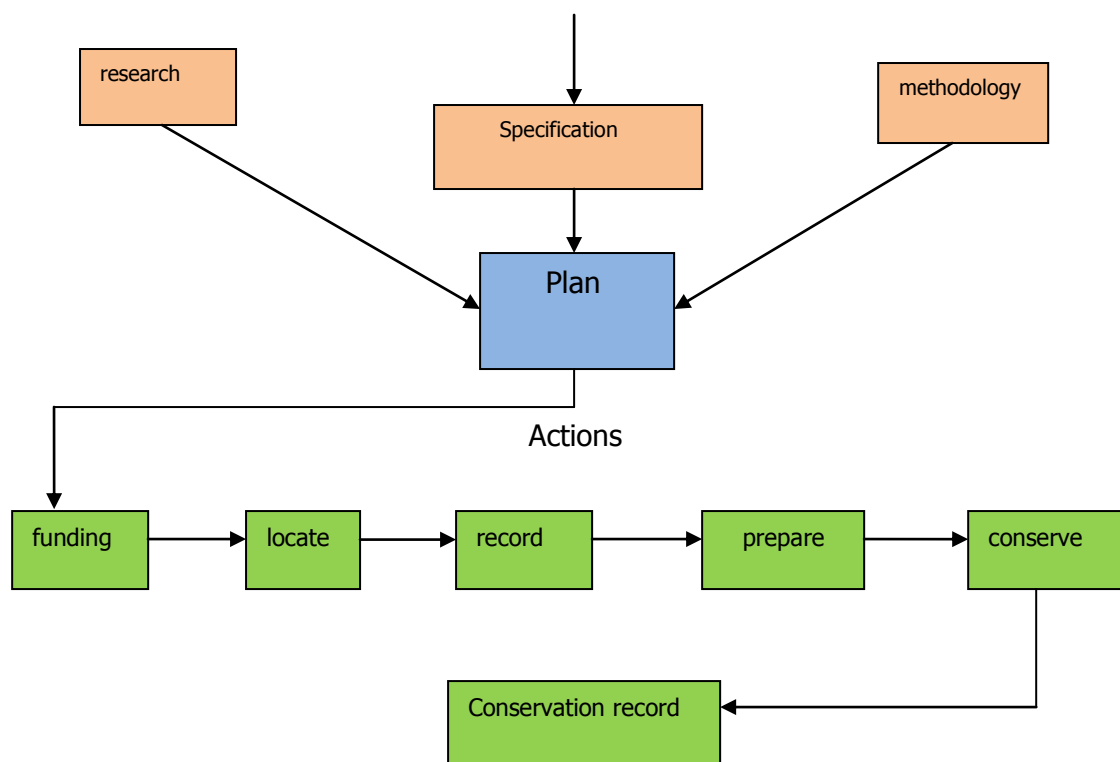 research
methodology
Specification
Plan
Actions
funding
locate
record
prepare
conserve
Conservation record